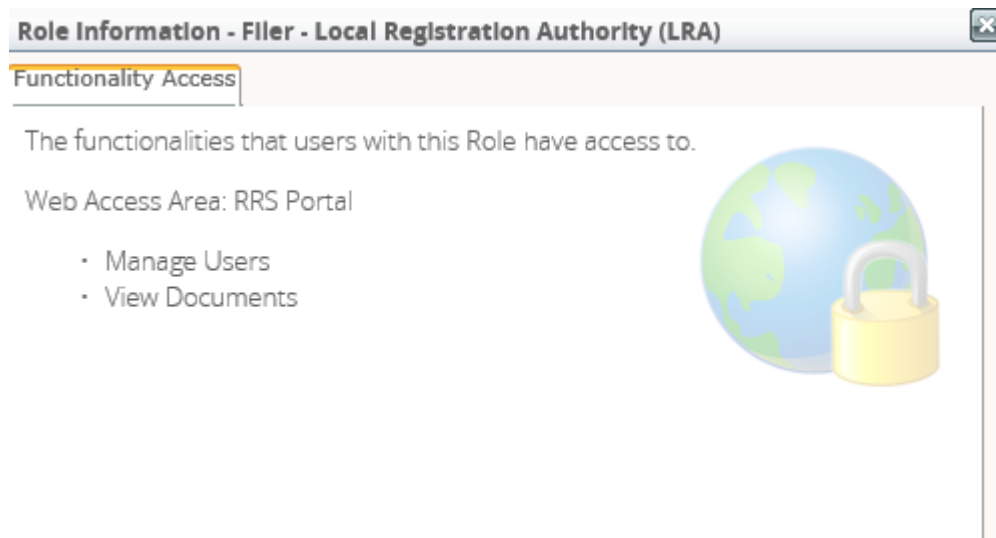 Role Information - Filer - Local Registration Authority (LRA)
Functionality Access
The functionalities that users with this Role have access to.
Web Access Area: RRS Portal
· Manage Users
· View Documents